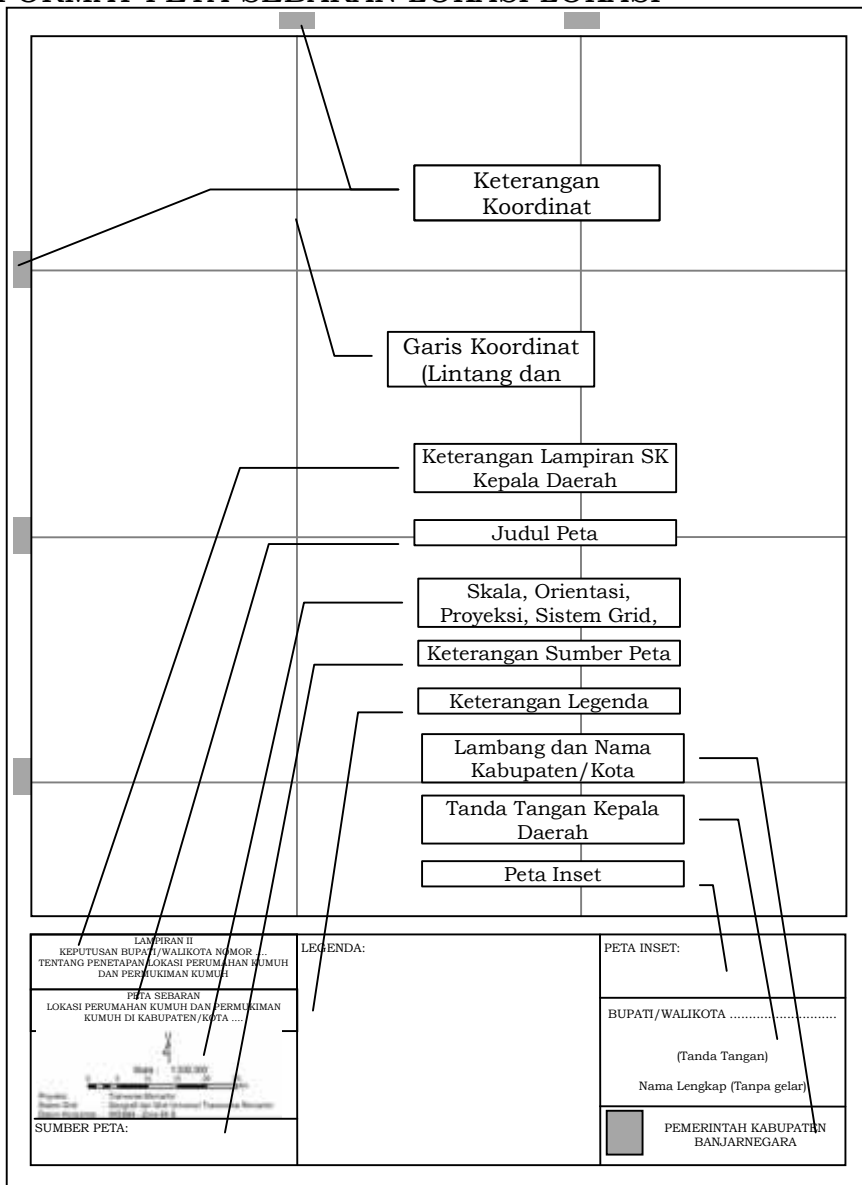 FORMAT PETA SEBARAN LOKASI LOKASI
Keterangan
Koordinat
Garis Koordinat
(Lintang dan
Keterangan Lampiran SK
Kepala Daerah
Judul Peta
Skala, Orientasi,
Proyeksi, Sistem Grid,
Keterangan Sumber Peta
Keterangan Legenda
Lambang dan Nama
Kabupaten/Kota
Tanda Tangan Kepala
Daerah
Peta Inset
LAMPIRAN II
KEPUTUSAN BUPATI/WALIKOTA NOMOR ....
TENTANG PENETAPAN LOKASI PERUMAHAN KUMUH
DAN PERMUKIMAN KUMUH
PETA SEBARAN
LOKASI PERUMAHAN KUMUH DAN PERMUKIMAN
KUMUH DI KABUPATEN/KOTA ....
SUMBER PETA:
LEGENDA:
PETA INSET:
BUPATI/WALIKOTA ............................
(Tanda Tangan)
Nama Lengkap (Tanpa gelar)
PEMERINTAH KABUPATEN
BANJARNEGARA